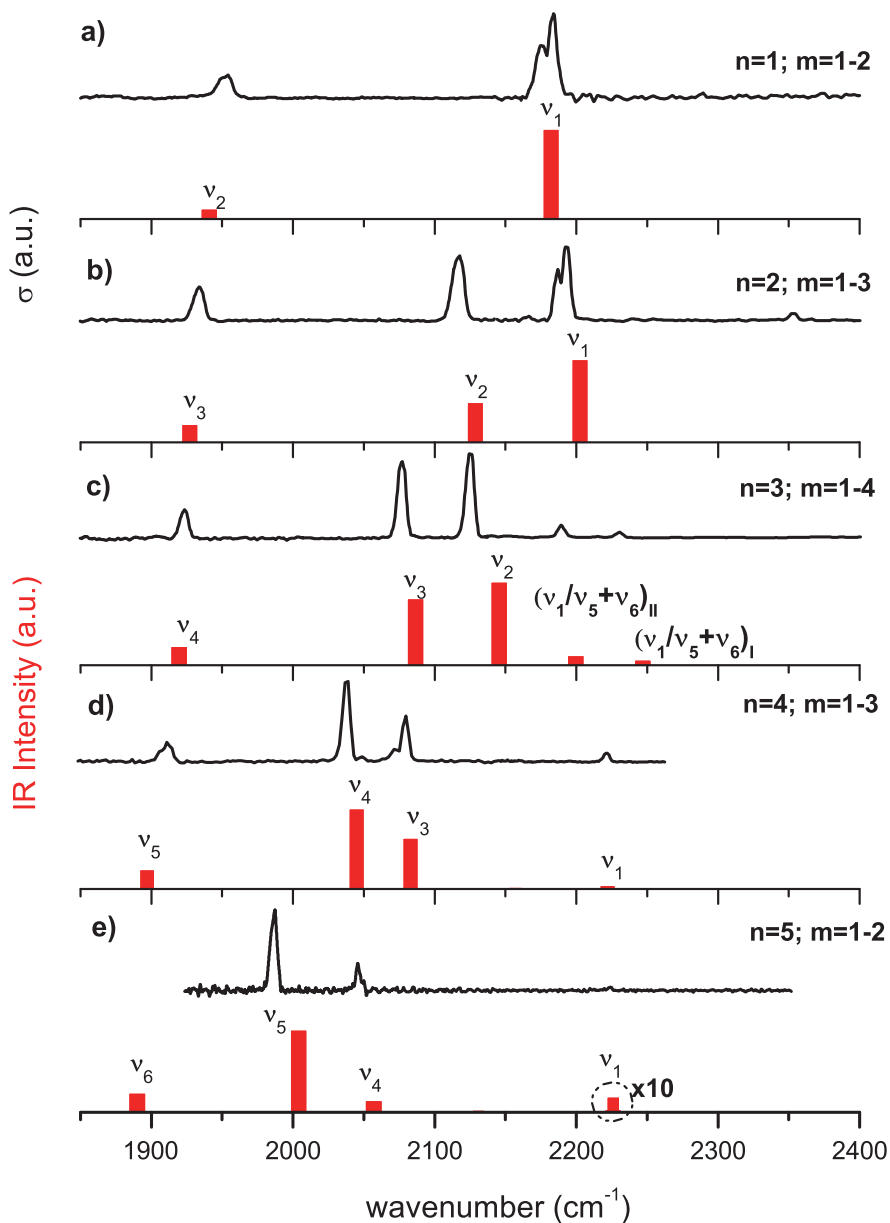 a)
n=1; m=1-2
ν1
ν2
σ (a.u.)
b)
n=2; m=1-3
ν1
ν2
ν3
c)
n=3; m=1-4
ν2
ν3
(ν1/ν5+ν6)II
(ν1/ν5+ν6)I
ν4
IR Intensity (a.u.)
d)
n=4; m=1-3
ν4
ν3
ν5
ν1
e)
n=5; m=1-2
ν5
ν6
ν4
ν1
x10
1900 2000 2100 2200 2300 2400
wavenumber (cm-1)